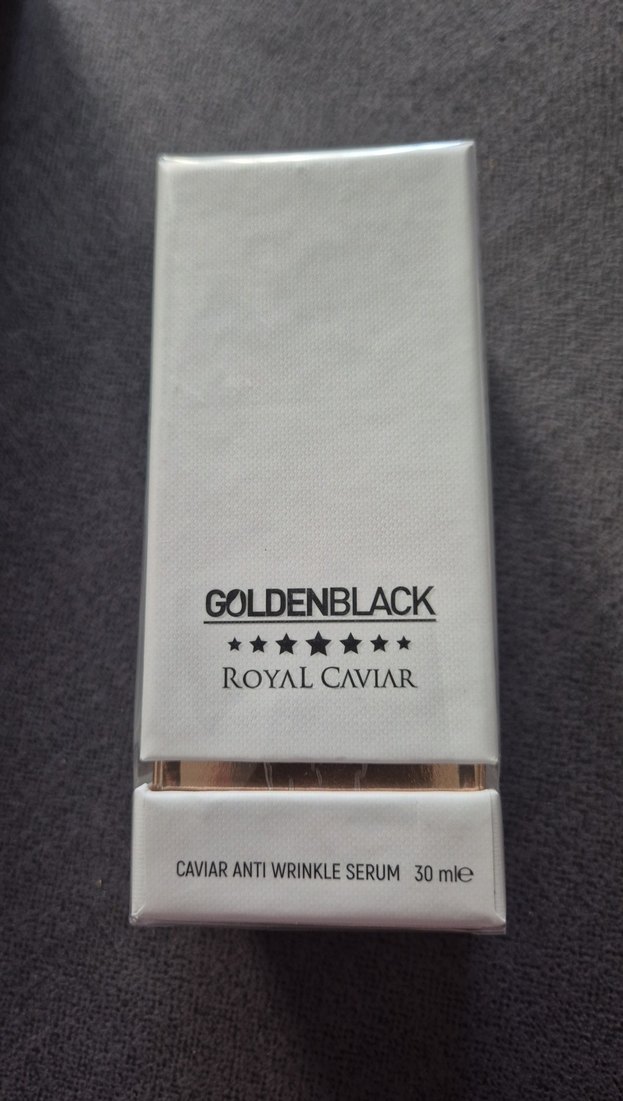 GOLDENBLACK
ROYAL CAVIAR
CAVIAR ANTI WRINKLE SERUM 30 ml℮